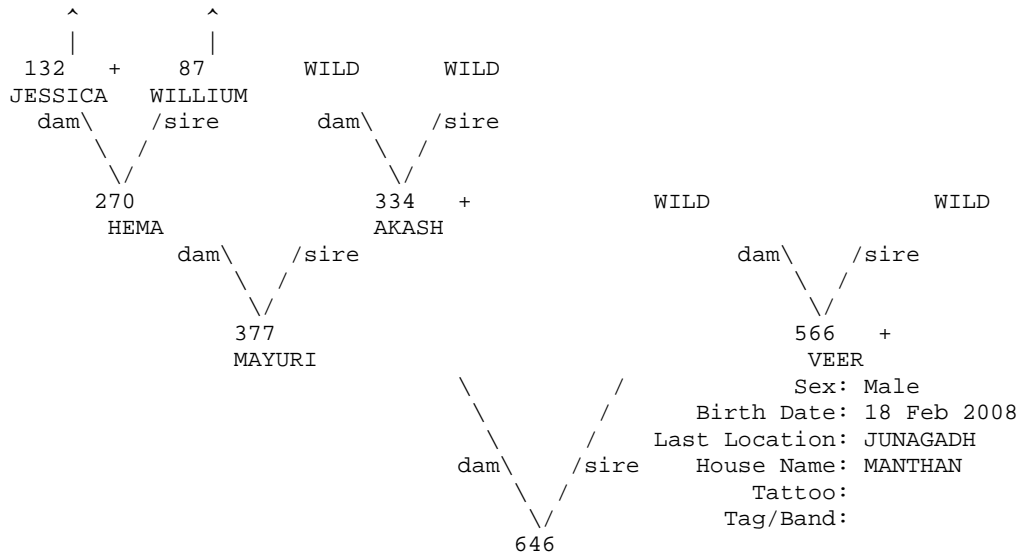 ^ ^
| |
132 + 87 WILD WILD
JESSICA WILLIUM
dam\ /sire dam\ /sire
\ / \ /
\/ \/
270 334 + WILD WILD
HEMA AKASH
dam\ /sire dam\ /sire
\ / \ /
\/ \/
377 566 +
MAYURI VEER
\ / Sex: Male
\ / Birth Date: 18 Feb 2008
\ / Last Location: JUNAGADH
dam\ /sire House Name: MANTHAN
\ / Tattoo:
\/ Tag/Band:
646